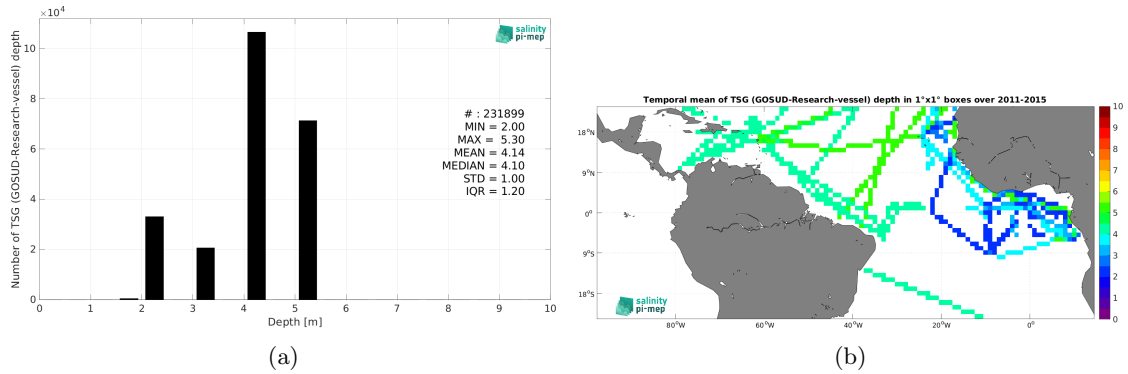 ×10⁴
10
8
6
4
2
0
Number of TSG (GOSUD-Research-vessel) depth
salinity
pi-mep
# : 231899
MIN = 2.00
MAX = 5.30
MEAN = 4.14
MEDIAN = 4.10
STD = 1.00
IQR = 1.20
0 1 2 3 4 5 6 7 8 9 10
Depth [m]
(a)
Temporal mean of TSG (GOSUD-Research-vessel) depth in 1°x1° boxes over 2011-2015
18°N
9°N
0°
9°S
18°S
salinity
pi-mep
80°W 60°W 40°W 20°W 0°
10
9
8
7
6
5
4
3
2
1
0
(b)